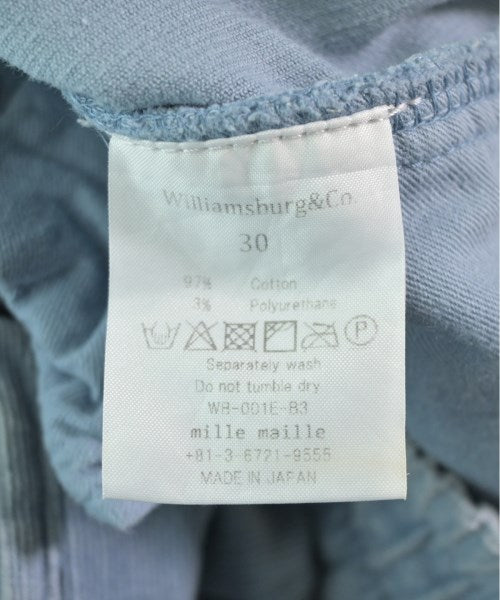 Williamsburg&Co.
30
97% Cotton
3% Polyurethane
P
Separately wash
Do not tumble dry
WB-001E-B3
mille maille
+81-3-6721-9555
MADE IN JAPAN